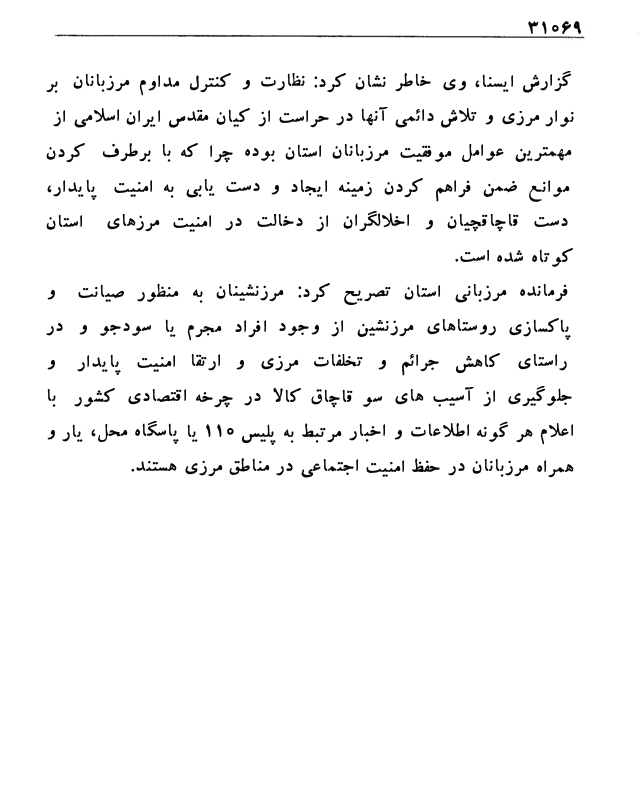 ۳۱۰۶۹
گزارش ایسنا، وی خاطر نشان کرد: نظارت و کنترل مداوم مرزبانان بر
نوار مرزی و تلاش دائمی آنها در حراست از کیان مقدس ایران اسلامی از
مهمترین عوامل موفقیت مرزبانان استان بوده چرا که با برطرف کردن
موانع ضمن فراهم کردن زمینه ایجاد و دست یابی به امنیت پایدار،
دست قاچاقچیان و اخلالگران از دخالت در امنیت مرزهای استان
کوتاه شده است.
فرمانده مرزبانی استان تصریح کرد: مرزنشینان به منظور صیانت و
پاکسازی روستاهای مرزنشین از وجود افراد مجرم یا سودجو و در
راستای کاهش جرائم و تخلفات مرزی و ارتقا امنیت پایدار و
جلوگیری از آسیب های سو قاچاق کالا در چرخه اقتصادی کشور با
اعلام هر گونه اطلاعات و اخبار مرتبط به پلیس ۱۱۰ یا پاسگاه محل، یار و
همراه مرزبانان در حفظ امنیت اجتماعی در مناطق مرزی هستند.